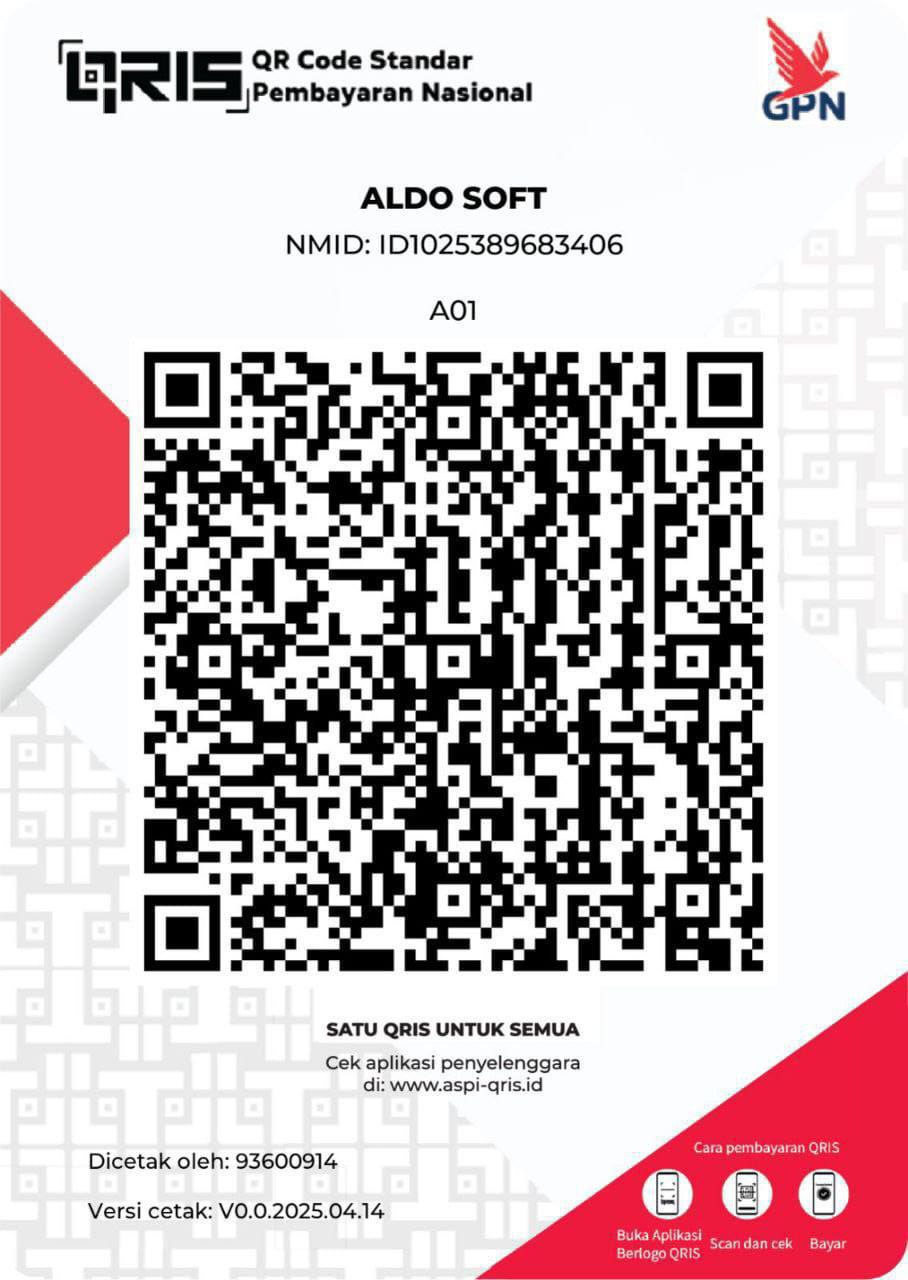 QRIS QR Code Standar
Pembayaran Nasional
GPN
ALDO SOFT
NMID: ID1025389683406
A01
SATU QRIS UNTUK SEMUA
Cek aplikasi penyelenggara
di: www.aspi-qris.id
Dicetak oleh: 93600914
Versi cetak: V0.0.2025.04.14
Cara pembayaran QRIS
Buka Aplikasi
Berlogo QRIS
Scan dan cek
Bayar